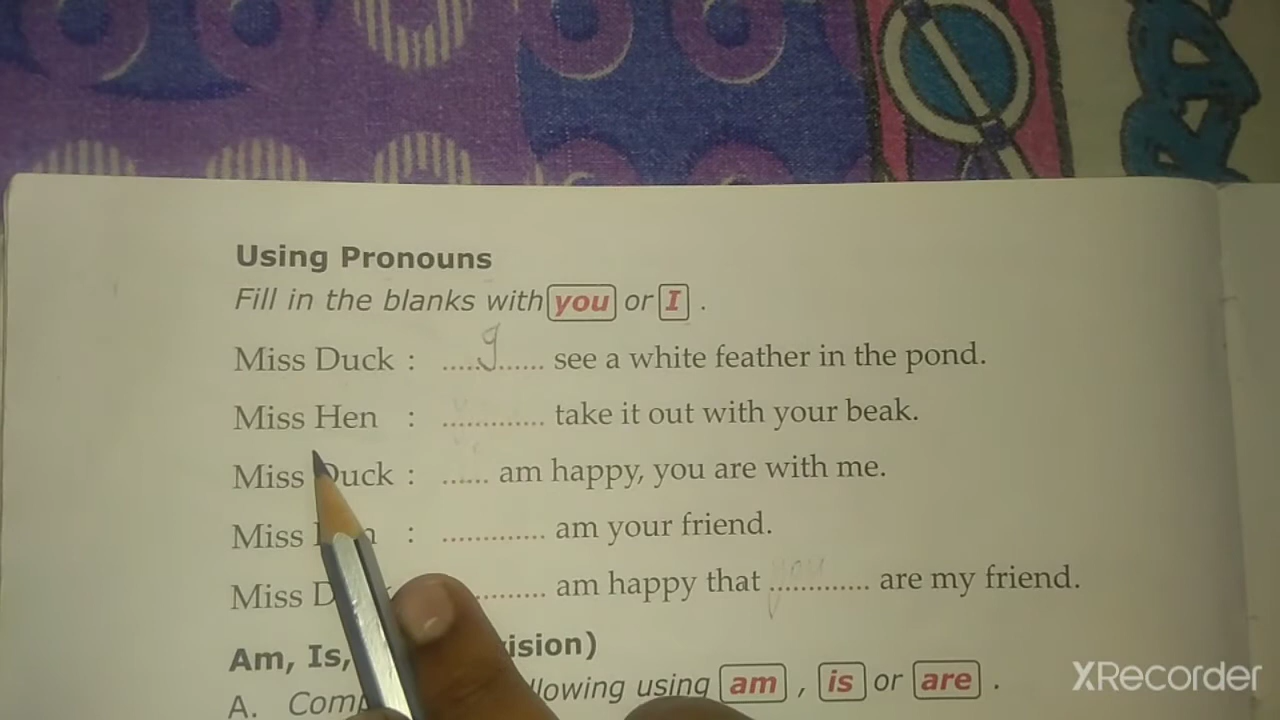 Using Pronouns
Fill in the blanks with you or I .
Miss Duck : .....I...... see a white feather in the pond.
Miss Hen : ............. take it out with your beak.
Miss Duck : ...... am happy, you are with me.
Miss : ............. am your friend.
Miss .......... am happy that ............. are my friend.
Am, Is,
A. following using am , is or are .
XRecorder